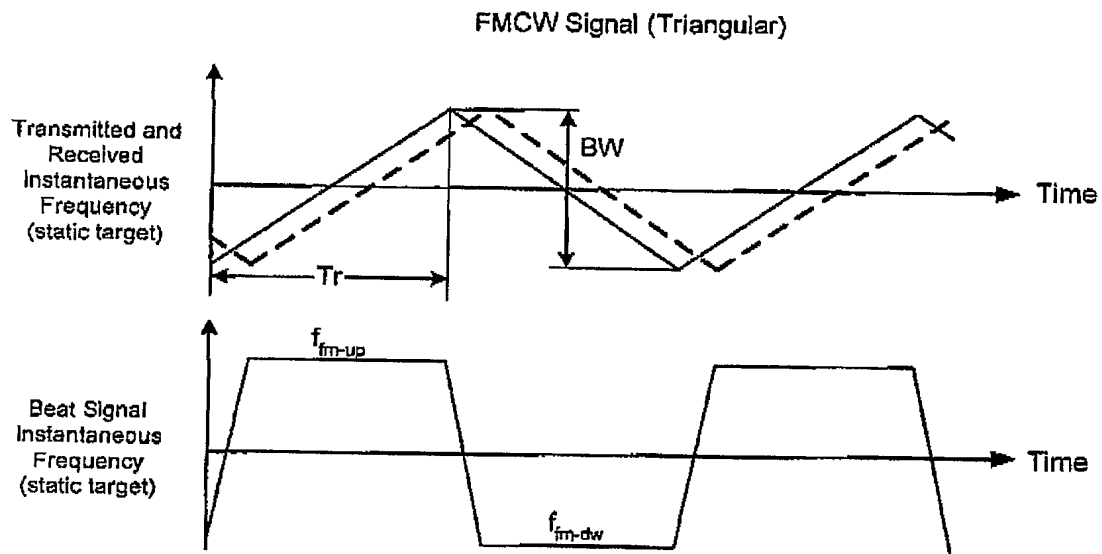 FMCW Signal (Triangular)
Transmitted and
Received
Instantaneous
Frequency
(static target)
BW
Time
Tr
f_fm-up
Beat Signal
Instantaneous
Frequency
(static target)
Time
f_fm-dw